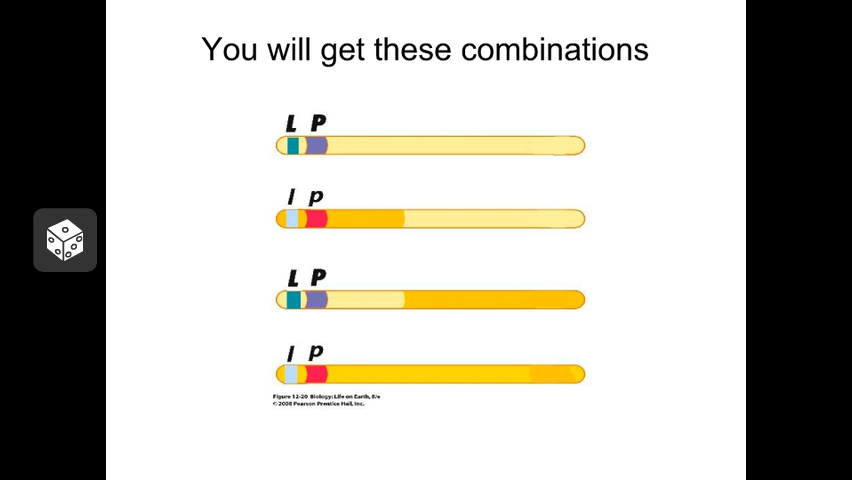 You will get these combinations
L P
l p
L P
l p
Figure 12-20 Biology: Life on Earth, 8/e
© 2008 Pearson Prentice Hall, Inc.